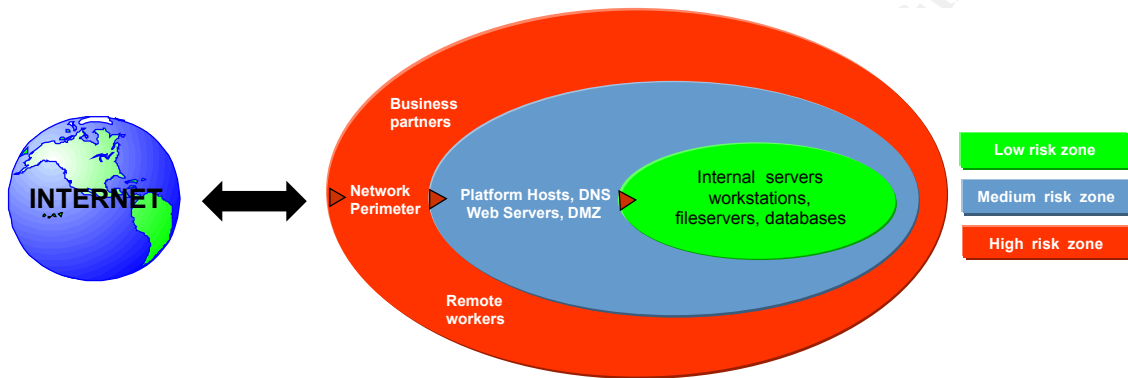 INTERNET
Business
partners
Network
Perimeter
Remote
workers
Platform Hosts, DNS
Web Servers, DMZ
Internal servers
workstations,
fileservers, databases
Low risk zone
Medium risk zone
High risk zone